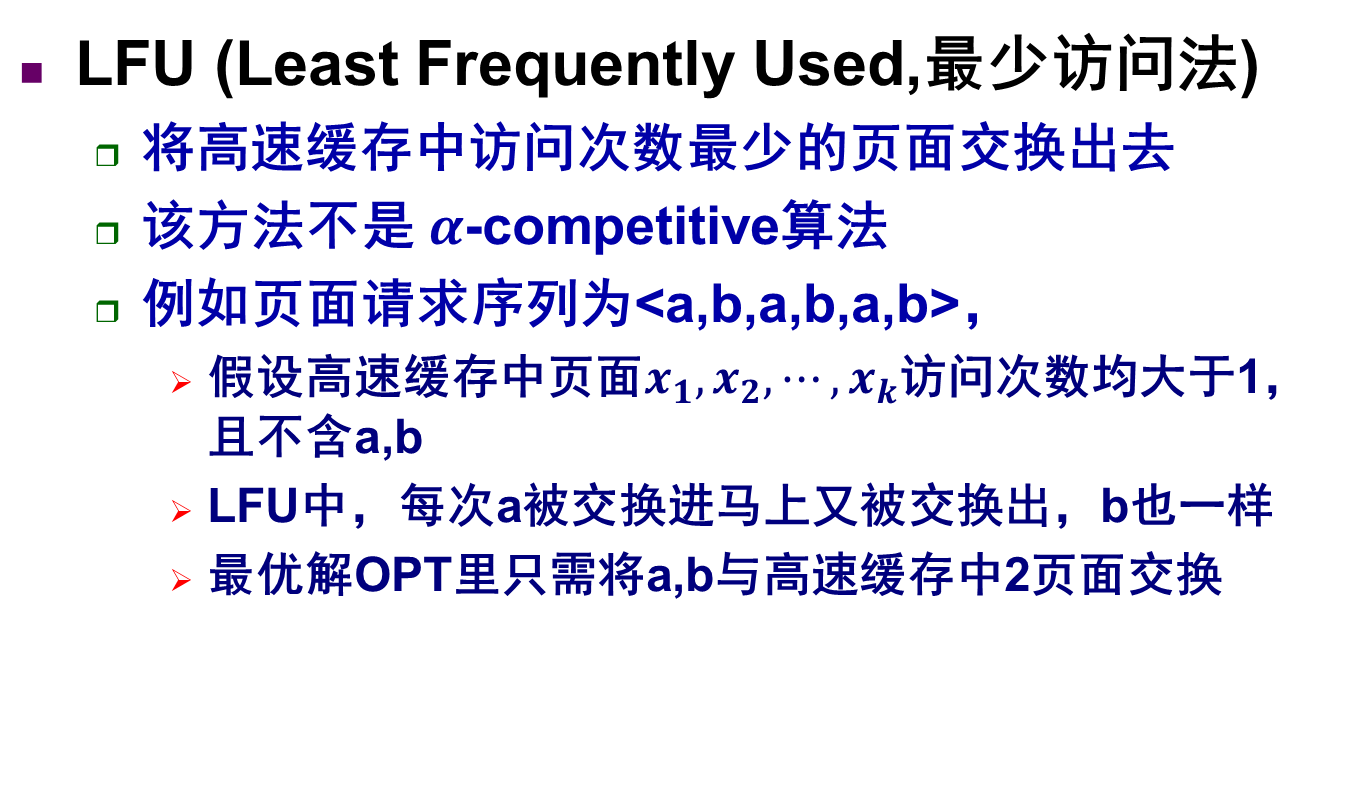 LFU (Least Frequently Used,最少访问法)
将高速缓存中访问次数最少的页面交换出去
该方法不是 α-competitive算法
例如页面请求序列为<a,b,a,b,a,b>，
假设高速缓存中页面x₁, x₂, ⋯ , xₖ访问次数均大于1，
且不含a,b
LFU中，每次a被交换进马上又被交换出，b也一样
最优解OPT里只需将a,b与高速缓存中2页面交换